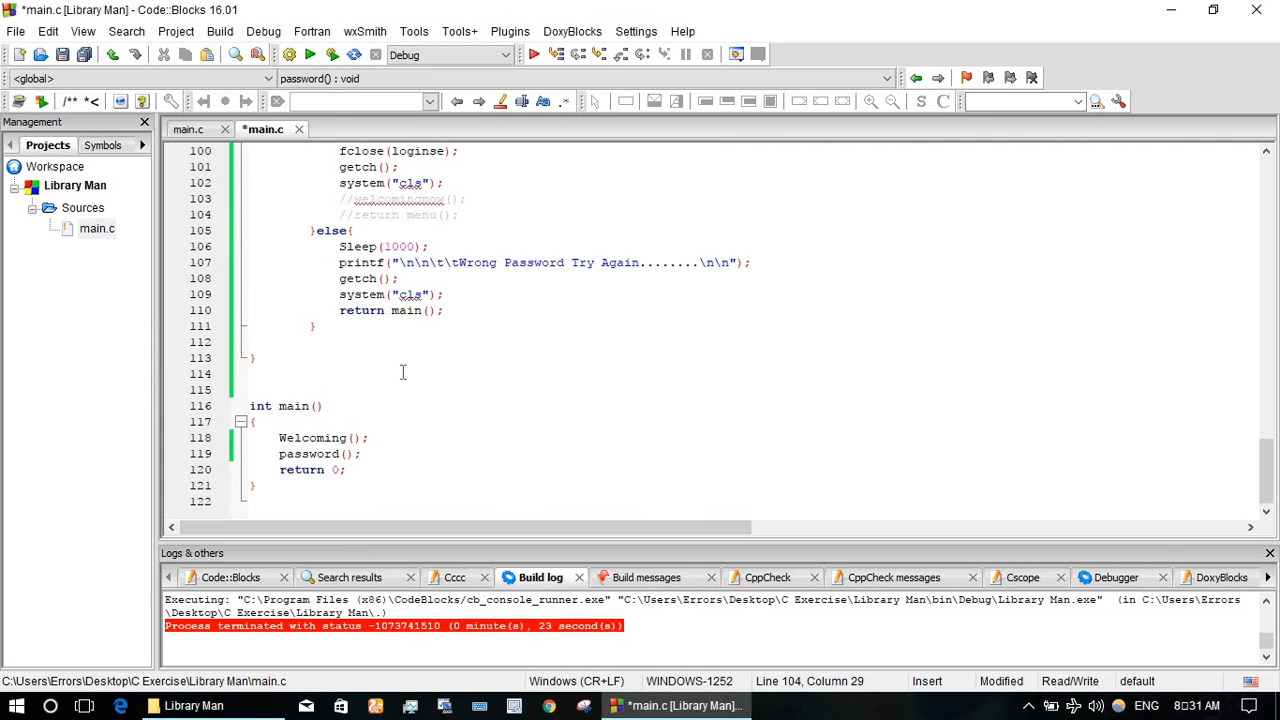 *main.c [Library Man] - Code::Blocks 16.01
File Edit View Search Project Build Debug Fortran wxSmith Tools Tools+ Plugins DoxyBlocks Settings Help
Debug
<global> password() : void
/** *<
S C
Management
Projects Symbols
main.c *main.c
Workspace
Library Man
Sources
main.c
100 fclose(loginse);
101 getch();
102 system("cls");
103 //welcomingnow();
104 //return menu();
105 }else{
106 Sleep(1000);
107 printf("\n\n\t\tWrong Password Try Again........\n\n");
108 getch();
109 system("cls");
110 return main();
111 }
112
113 }
114
115
116 int main()
117 {
118 Welcoming();
119 password();
120 return 0;
121 }
122
Logs & others
Code::Blocks Search results Cccc Build log Build messages CppCheck CppCheck messages Cscope Debugger DoxyBlocks
Executing: "C:\Program Files (x86)\CodeBlocks/cb_console_runner.exe" "C:\Users\Errors\Desktop\C Exercise\Library Man\bin\Debug\Library Man.exe" (in C:\Users\Errors
\Desktop\C Exercise\Library Man\.)
Process terminated with status -1073741510 (0 minute(s), 23 second(s))
C:\Users\Errors\Desktop\C Exercise\Library Man\main.c Windows (CR+LF) WINDOWS-1252 Line 104, Column 29 Insert Modified Read/Write default
Library Man *main.c [Library Man]... ENG 8:31 AM